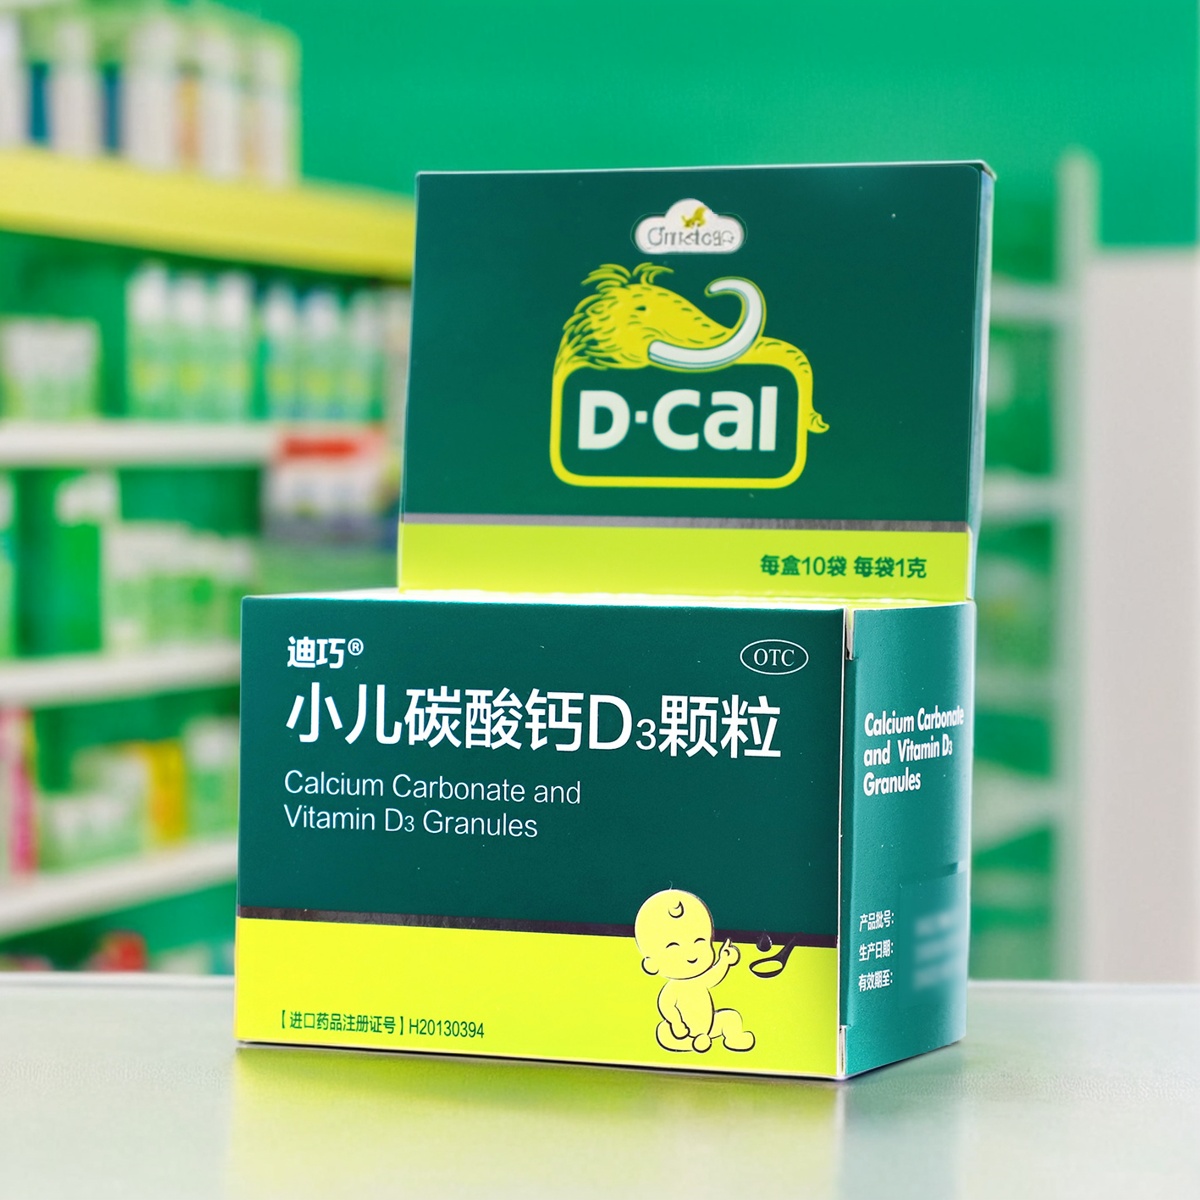 D·Cal
每盒10袋 每袋1克
迪巧®
OTC
小儿碳酸钙D3颗粒
Calcium Carbonate and
Vitamin D3 Granules
【进口药品注册证号】H20130394
Calcium Carbonate
and Vitamin D3
Granules
产品批号：
生产日期：
有效期至：